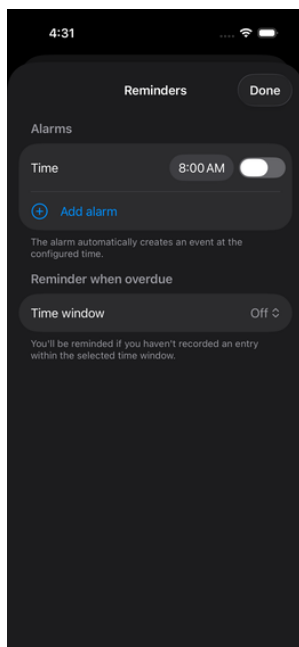 4:31
Reminders
Done
Alarms
Time
8:00 AM
Add alarm
The alarm automatically creates an event at the
configured time.
Reminder when overdue
Time window
Off
You'll be reminded if you haven't recorded an entry
within the selected time window.